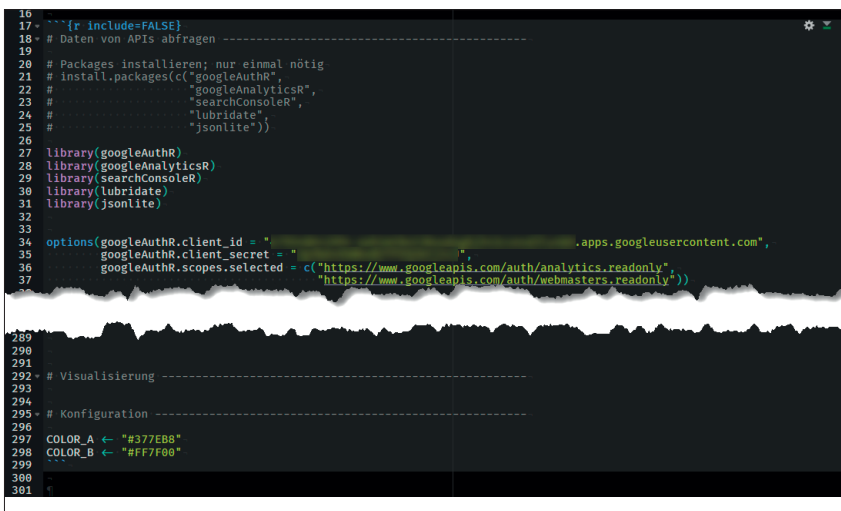 16
17 ```{r include=FALSE}
18 # Daten von APIs abfragen -------------------------------------------
19
20 # Packages installieren; nur einmal nötig
21 # install.packages(c("googleAuthR",
22 # "googleAnalyticsR",
23 # "searchConsoleR",
24 # "lubridate",
25 # "jsonlite"))
26
27 library(googleAuthR)
28 library(googleAnalyticsR)
29 library(searchConsoleR)
30 library(lubridate)
31 library(jsonlite)
32
33
34 options(googleAuthR.client_id = " .apps.googleusercontent.com",
35 googleAuthR.client_secret = " ",
36 googleAuthR.scopes.selected = c("https://www.googleapis.com/auth/analytics.readonly",
37 "https://www.googleapis.com/auth/webmasters.readonly"))
289
290
291
292 # Visualisierung ----------------------------------------------------
293
294
295 # Konfiguration -----------------------------------------------------
296
297 COLOR_A ← "#377EB8"
298 COLOR_B ← "#FF7F00"
299 ```
300
301 ¶